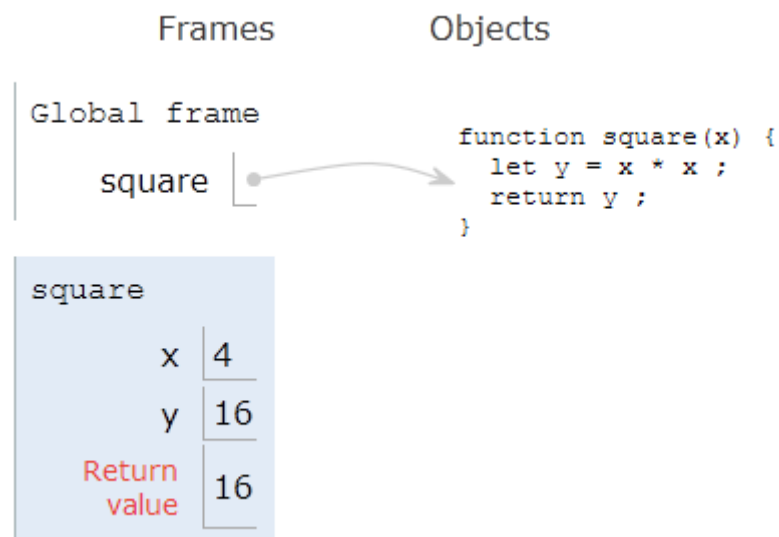 Frames Objects
Global frame
square
function square(x) {
  let y = x * x ;
  return y ;
}
square
x 4
y 16
Return
value 16